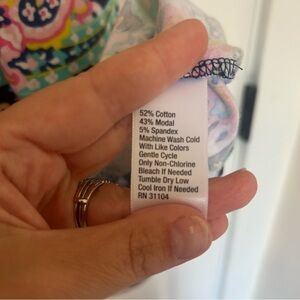 52% Cotton
43% Modal
5% Spandex
Machine Wash Cold
With Like Colors
Gentle Cycle
Only Non-Chlorine
Bleach If Needed
Tumble Dry Low
Cool Iron If Needed
RN 31104